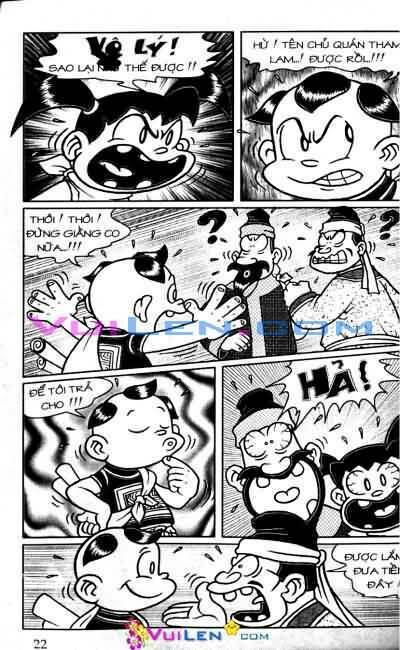 Vô Lý!
SAO LẠI THẾ ĐƯỢC !!
HỪ ! TÊN CHỦ QUÁN THAM
LAM...! ĐƯỢC RỒI...!!!
THÔI ! THÔI !
ĐỪNG GIẰNG CO
NỮA...!!!
?
?
VuiLen.com
ĐỂ TÔI TRẢ
CHO !!!
HẢ!
ĐƯỢC LẮM
ĐƯA TIỀN
ĐÂY !
22
VuiLen.com